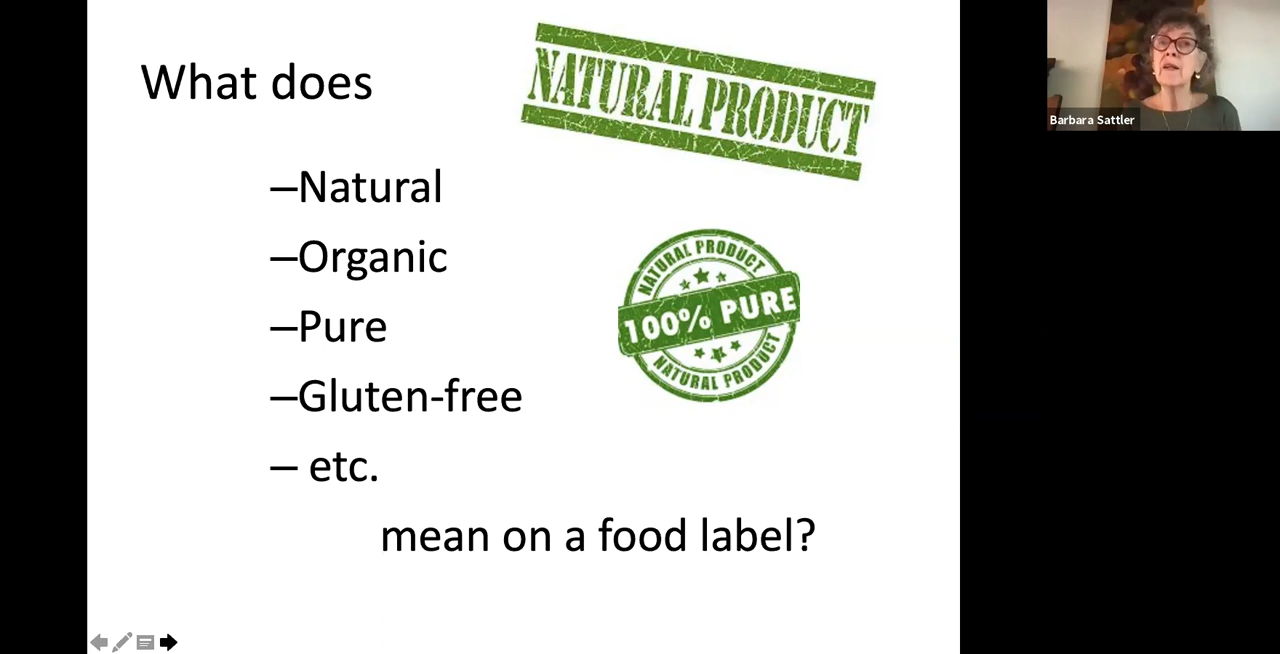 What does
NATURAL PRODUCT
–Natural
–Organic
–Pure
–Gluten-free
– etc.
mean on a food label?
NATURAL PRODUCT
100% PURE
NATURAL PRODUCT
Barbara Sattler